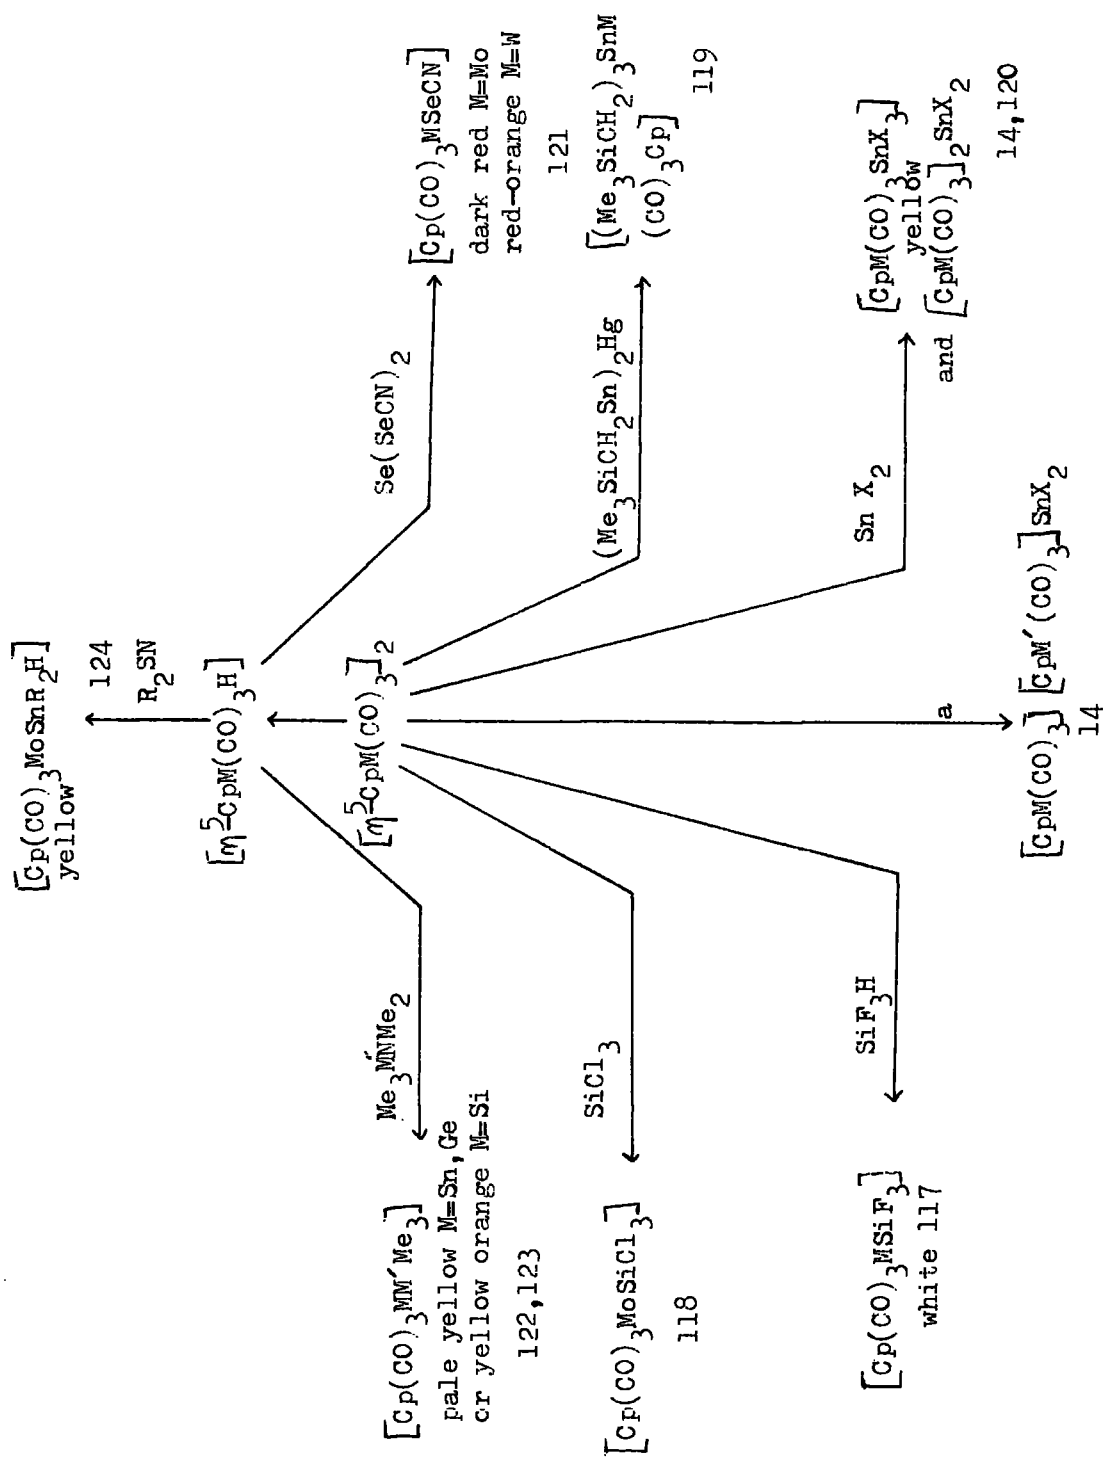 [Cp(CO)₃MoSnR₂H]
yellow
124
R₂SN
[η⁵-CpM(CO)₃H]
Se(SeCN)₂
[Cp(CO)₃MSeCN]
dark red M=Mo
red-orange M=W
121
Me₃M´NMe₂
[Cp(CO)₃MM´Me₃]
pale yellow M=Sn,Ge
or yellow orange M=Si
122,123
[η⁵-CpM(CO)₃]₂
(Me₃SiCH₂Sn)₂Hg
[(Me₃SiCH₂)₃SnM
(CO)₃Cp]
119
SiCl₃
[Cp(CO)₃MoSiCl₃]
118
Sn X₂
[CpM(CO)₃SnX₃]
yellow
and [CpM(CO)₃]₂SnX₂
14,120
SiF₃H
[Cp(CO)₃MSiF₃]
white 117
a
[CpM(CO)₃] [CpM´(CO)₃]SnX₂
14